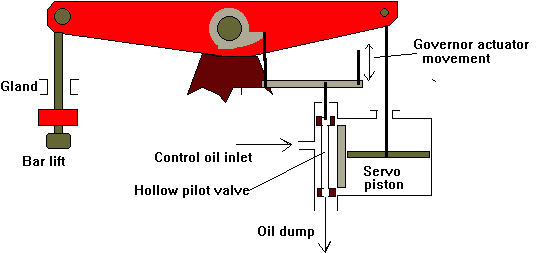 Governor actuator
movement
Gland
Bar lift
Control oil inlet
Servo
piston
Hollow pilot valve
Oil dump